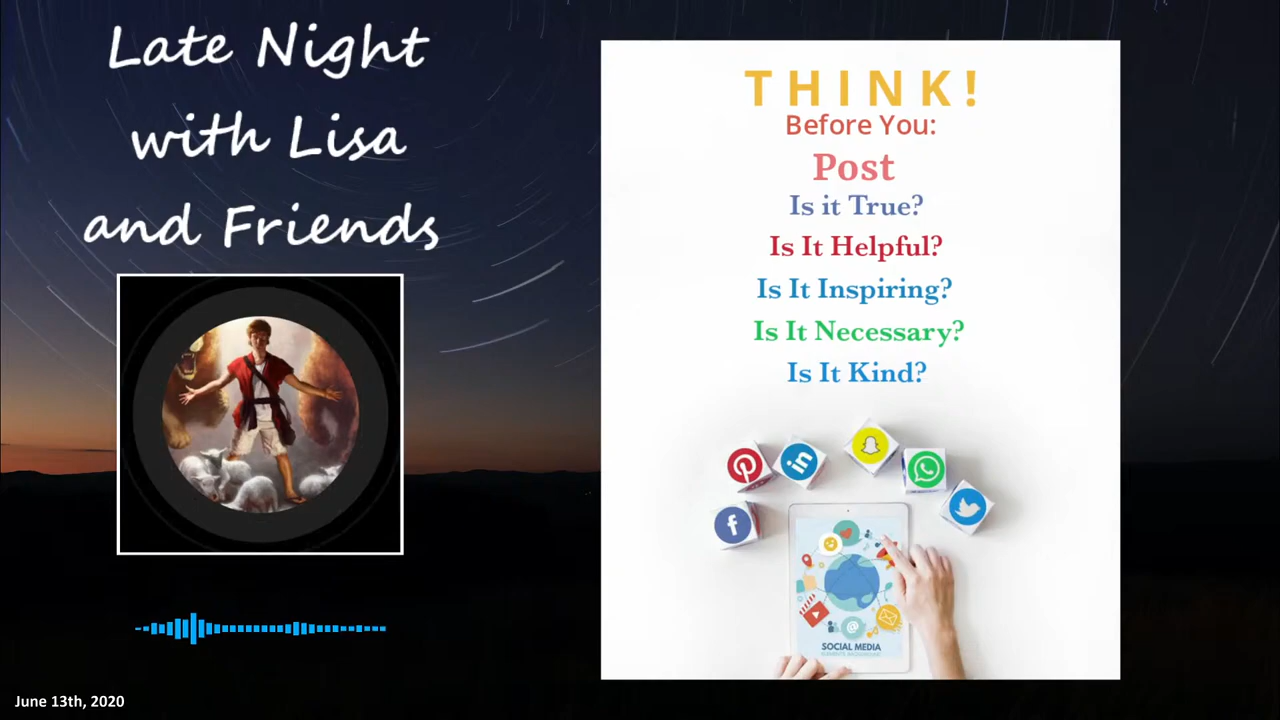 Late Night
with Lisa
and Friends
THINK!
Before You:
Post
Is it True?
Is It Helpful?
Is It Inspiring?
Is It Necessary?
Is It Kind?
SOCIAL MEDIA
June 13th, 2020